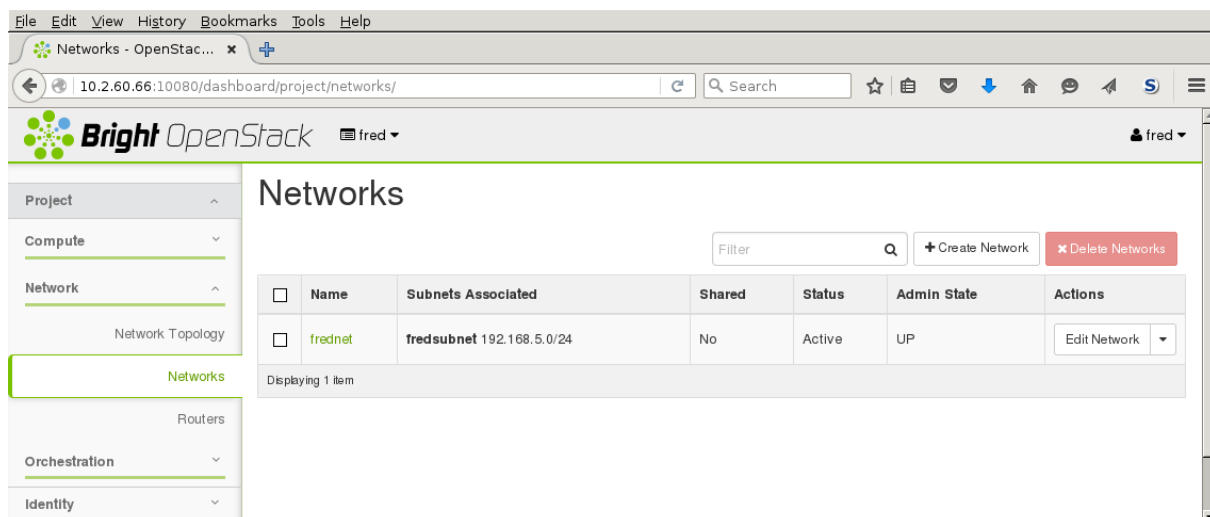 File Edit View History Bookmarks Tools Help
Networks - OpenStac...
10.2.60.66:10080/dashboard/project/networks/ Search
Bright OpenStack fred fred
Project
Compute
Network
Network Topology
Networks
Routers
Orchestration
Identity
Networks
Filter Create Network Delete Networks
Name Subnets Associated Shared Status Admin State Actions
frednet fredsubnet 192.168.5.0/24 No Active UP Edit Network
Displaying 1 item